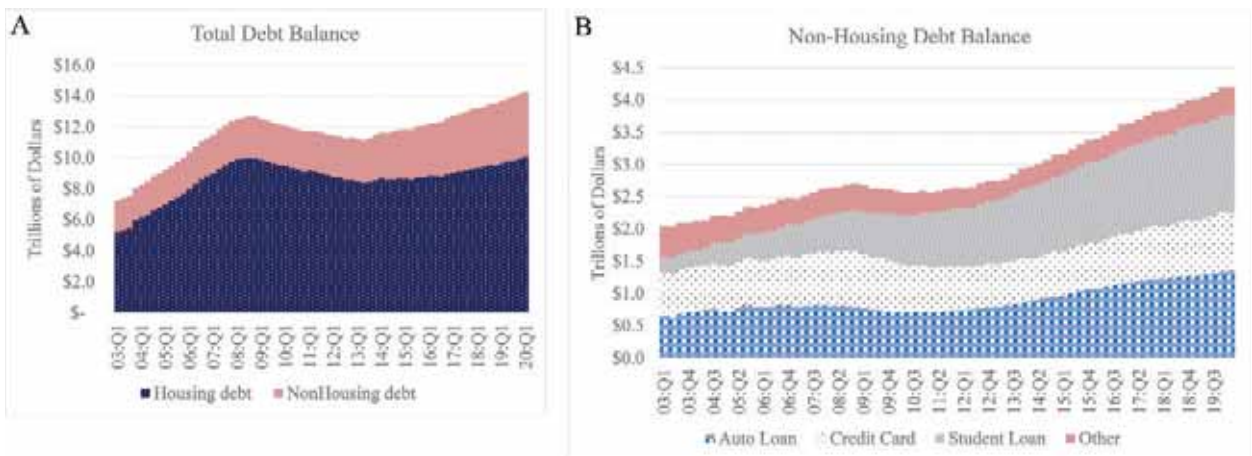 A
Total Debt Balance
Trillions of Dollars
$16.0
$14.0
$12.0
$10.0
$8.0
$6.0
$4.0
$2.0
$-
03:Q1 04:Q1 05:Q1 06:Q1 07:Q1 08:Q1 09:Q1 10:Q1 11:Q1 12:Q1 13:Q1 14:Q1 15:Q1 16:Q1 17:Q1 18:Q1 19:Q1 20:Q1
Housing debt NonHousing debt
B
Non-Housing Debt Balance
Trillions of Dollars
$4.5
$4.0
$3.5
$3.0
$2.5
$2.0
$1.5
$1.0
$0.5
$0.0
03:Q1 03:Q4 04:Q3 05:Q2 06:Q1 06:Q4 07:Q3 08:Q2 09:Q1 09:Q4 10:Q3 11:Q2 12:Q1 12:Q4 13:Q3 14:Q2 15:Q1 15:Q4 16:Q3 17:Q2 18:Q1 18:Q4 19:Q3
Auto Loan Credit Card Student Loan Other